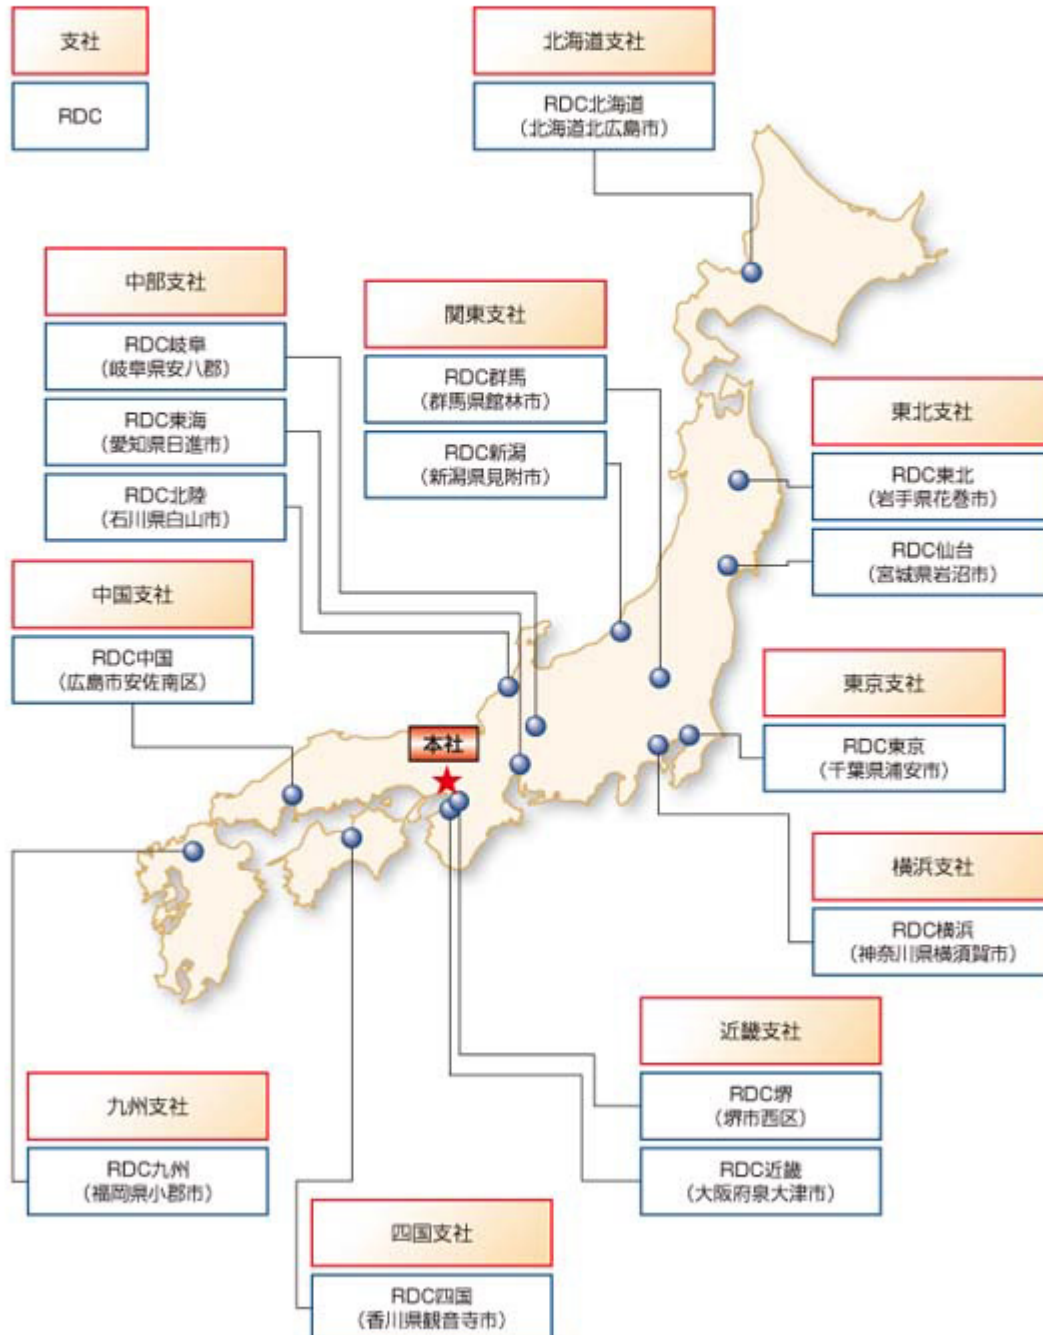 支社
RDC
北海道支社
RDC北海道
（北海道北広島市）
中部支社
RDC岐阜
（岐阜県安八郡）
RDC東海
（愛知県日進市）
RDC北陸
（石川県白山市）
関東支社
RDC群馬
（群馬県館林市）
RDC新潟
（新潟県見附市）
東北支社
RDC東北
（岩手県花巻市）
RDC仙台
（宮城県岩沼市）
中国支社
RDC中国
（広島市安佐南区）
東京支社
RDC東京
（千葉県浦安市）
本社
横浜支社
RDC横浜
（神奈川県横須賀市）
近畿支社
RDC堺
（堺市西区）
RDC近畿
（大阪府泉大津市）
九州支社
RDC九州
（福岡県小郡市）
四国支社
RDC四国
（香川県観音寺市）